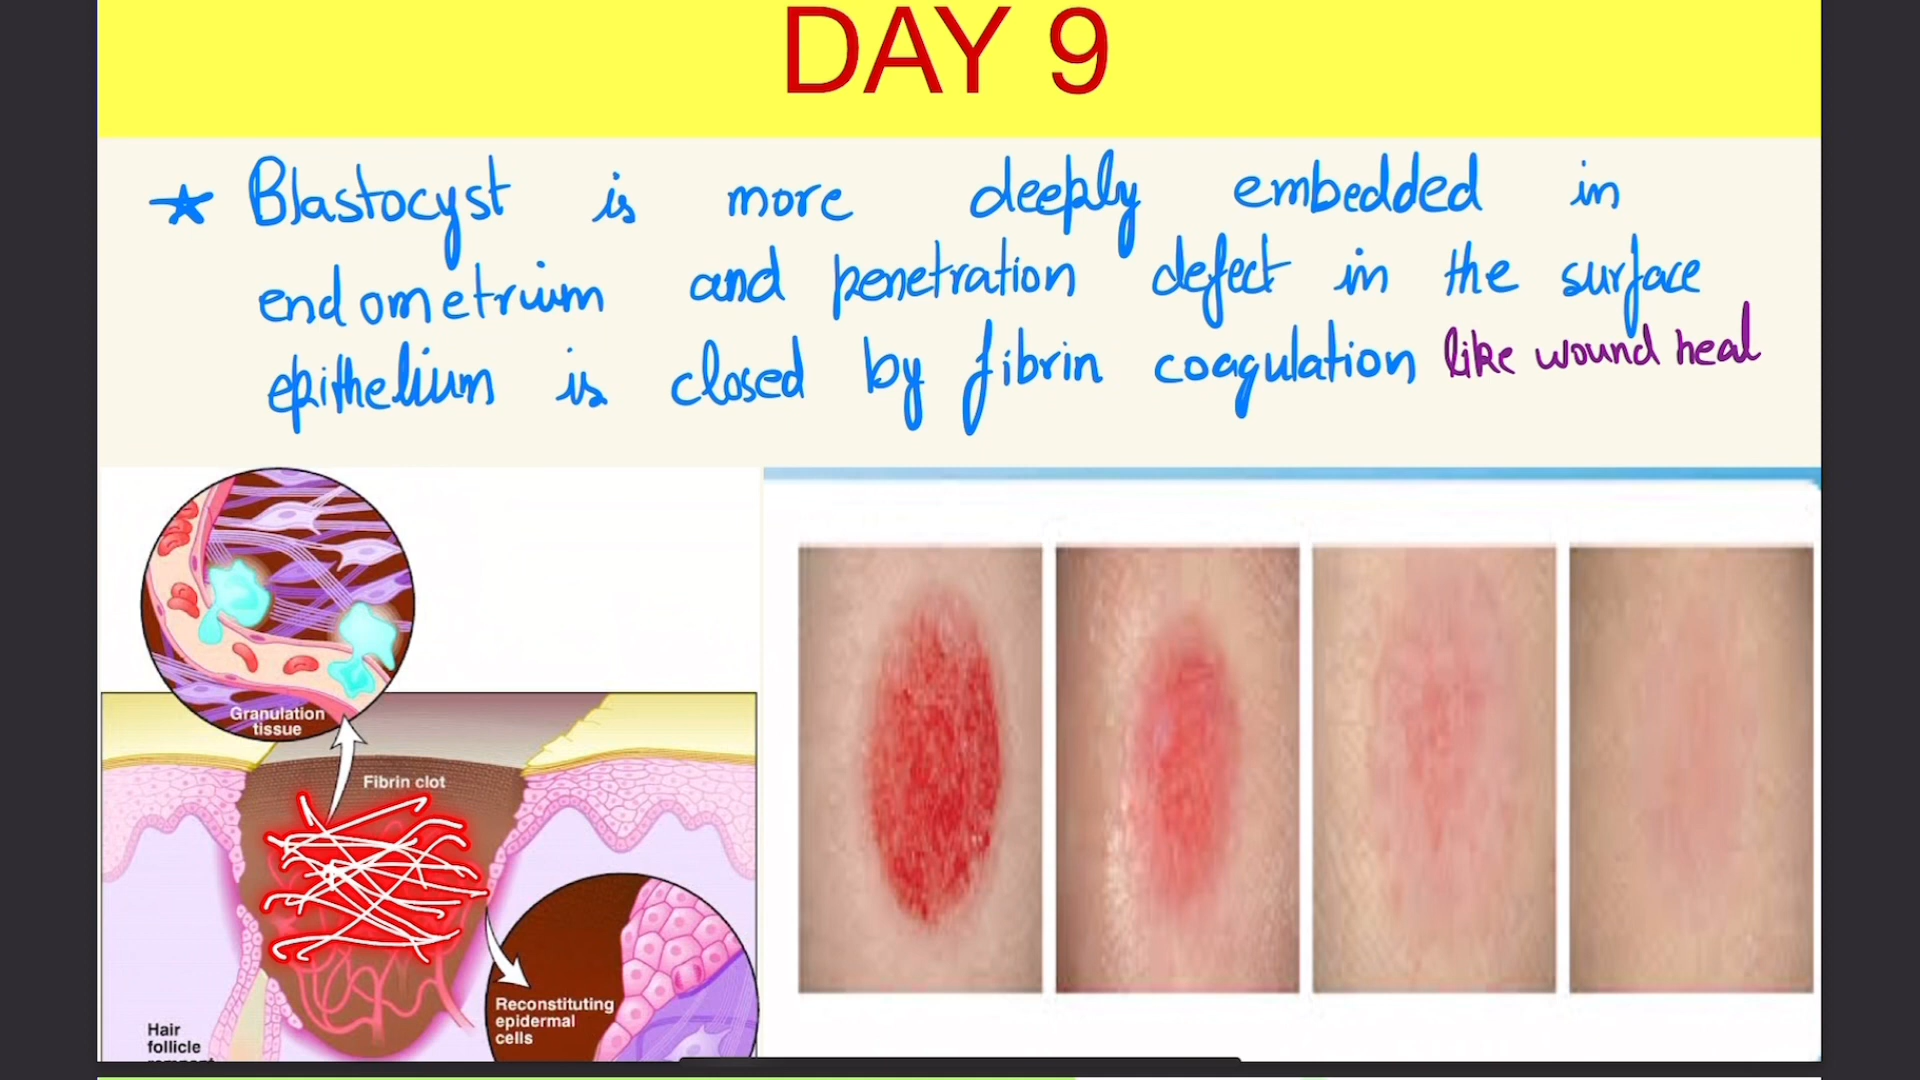 DAY 9
★ Blastocyst is more deeply embedded in
endometrium and penetration defect in the surface
epithelium is closed by fibrin coagulation like wound heal
Granulation
tissue
Fibrin clot
Reconstituting
epidermal
cells
Hair
follicle